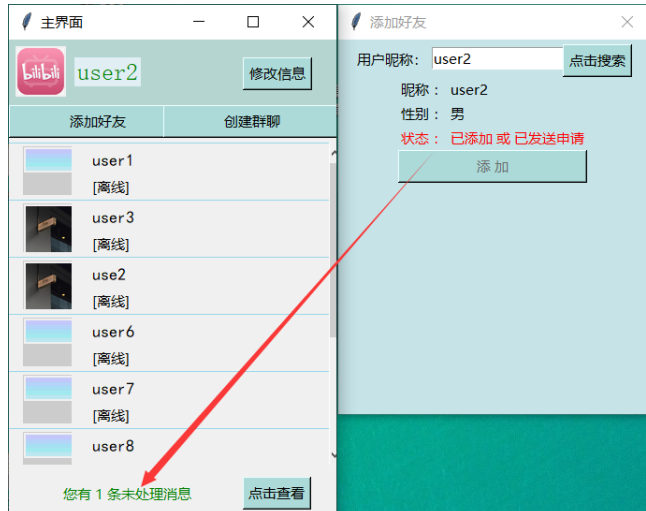 主界面
bilibili
user2
修改信息
添加好友
创建群聊
user1
[离线]
user3
[离线]
use2
[离线]
user6
[离线]
user7
[离线]
user8
您有 1 条未处理消息
点击查看
添加好友
用户昵称:
user2
点击搜索
昵称 : user2
性别 : 男
状态 : 已添加 或 已发送申请
添 加